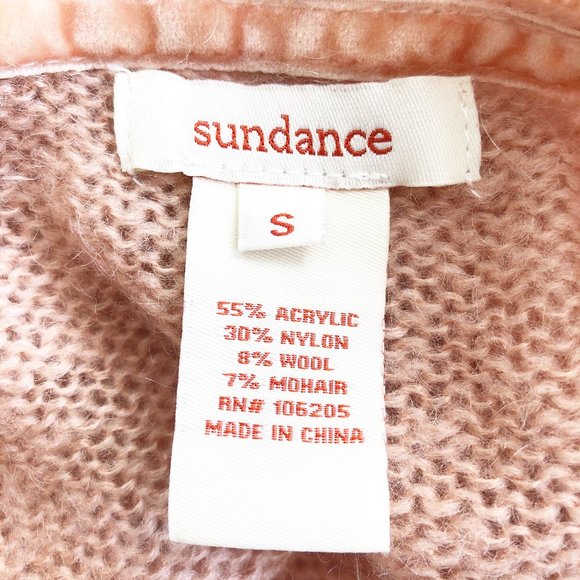 sundance
S
55% ACRYLIC
30% NYLON
8% WOOL
7% MOHAIR
RN# 106205
MADE IN CHINA